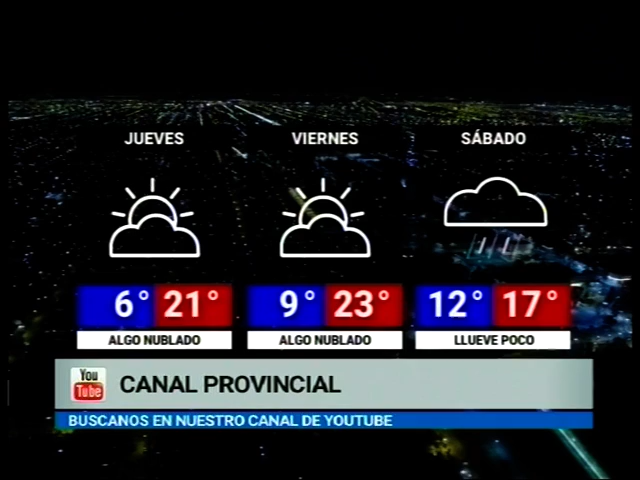 JUEVES VIERNES SÁBADO
6° 21° 9° 23° 12° 17°
ALGO NUBLADO ALGO NUBLADO LLUEVE POCO
You
Tube
CANAL PROVINCIAL
BUSCANOS EN NUESTRO CANAL DE YOUTUBE